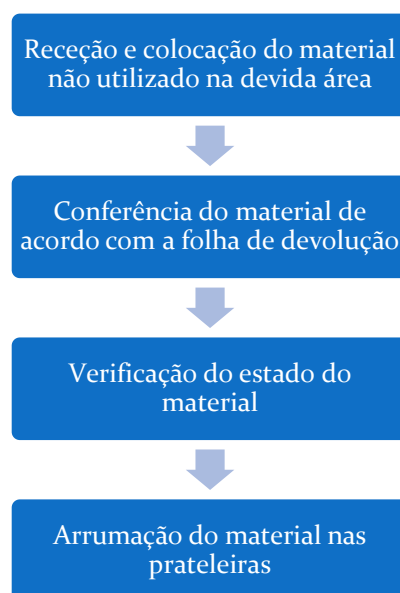 Receção e colocação do material
não utilizado na devida área
Conferência do material de
acordo com a folha de devolução
Verificação do estado do
material
Arrumação do material nas
prateleiras